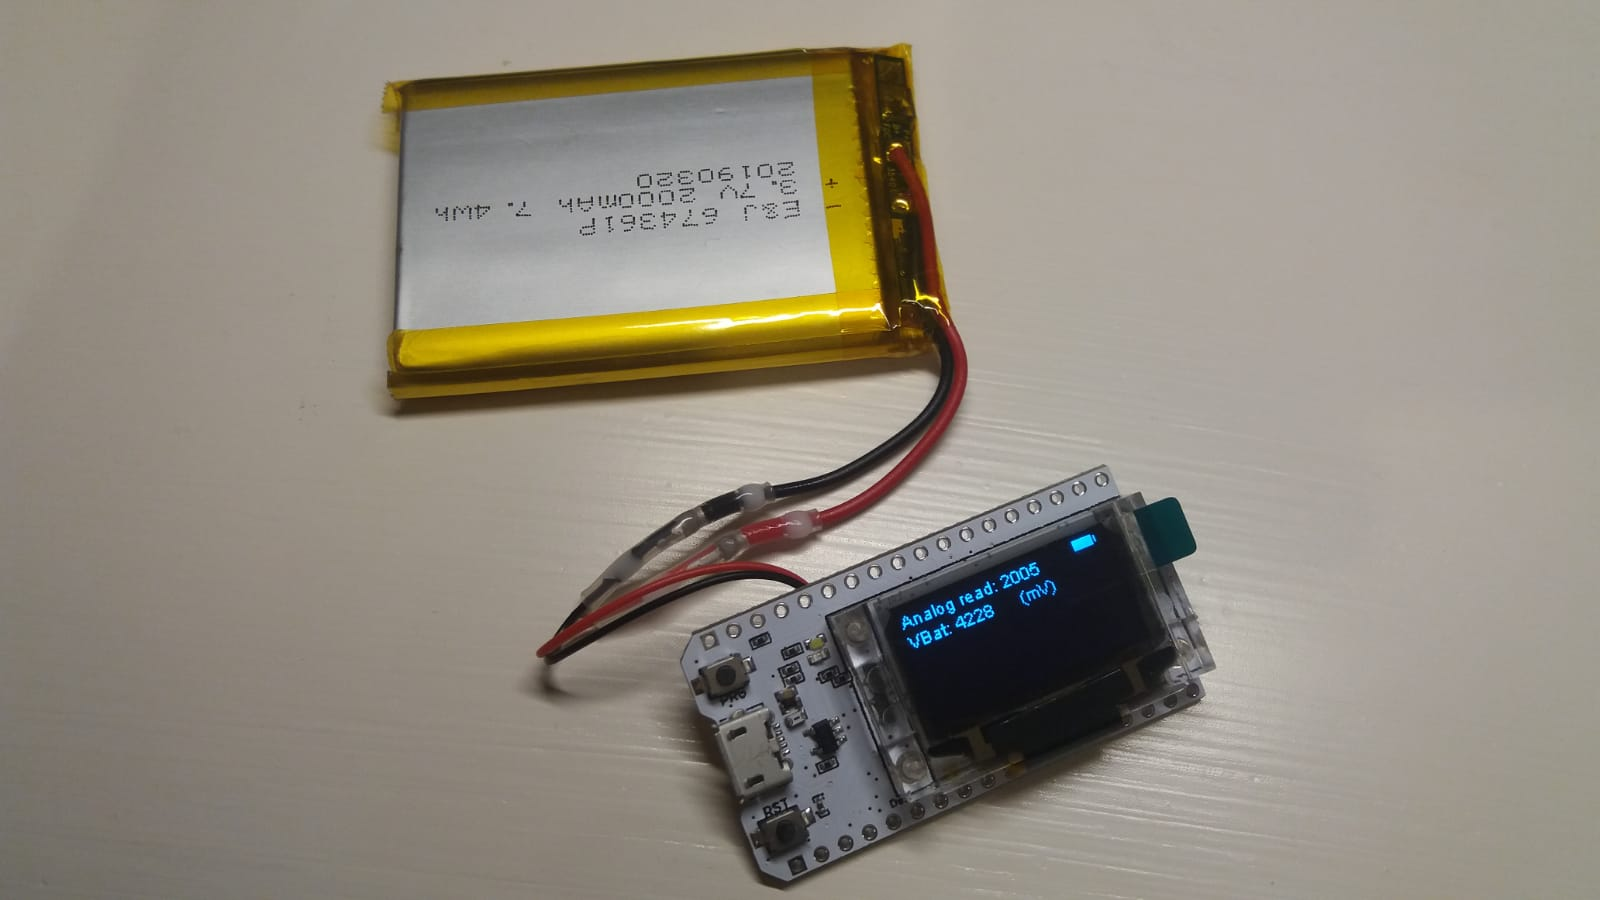 E&J 674361P
3.7V 2000mAh 7.4Wh
20190320
+ -
Analog read: 2005
VBat: 4228 (mV)
PRG
RST